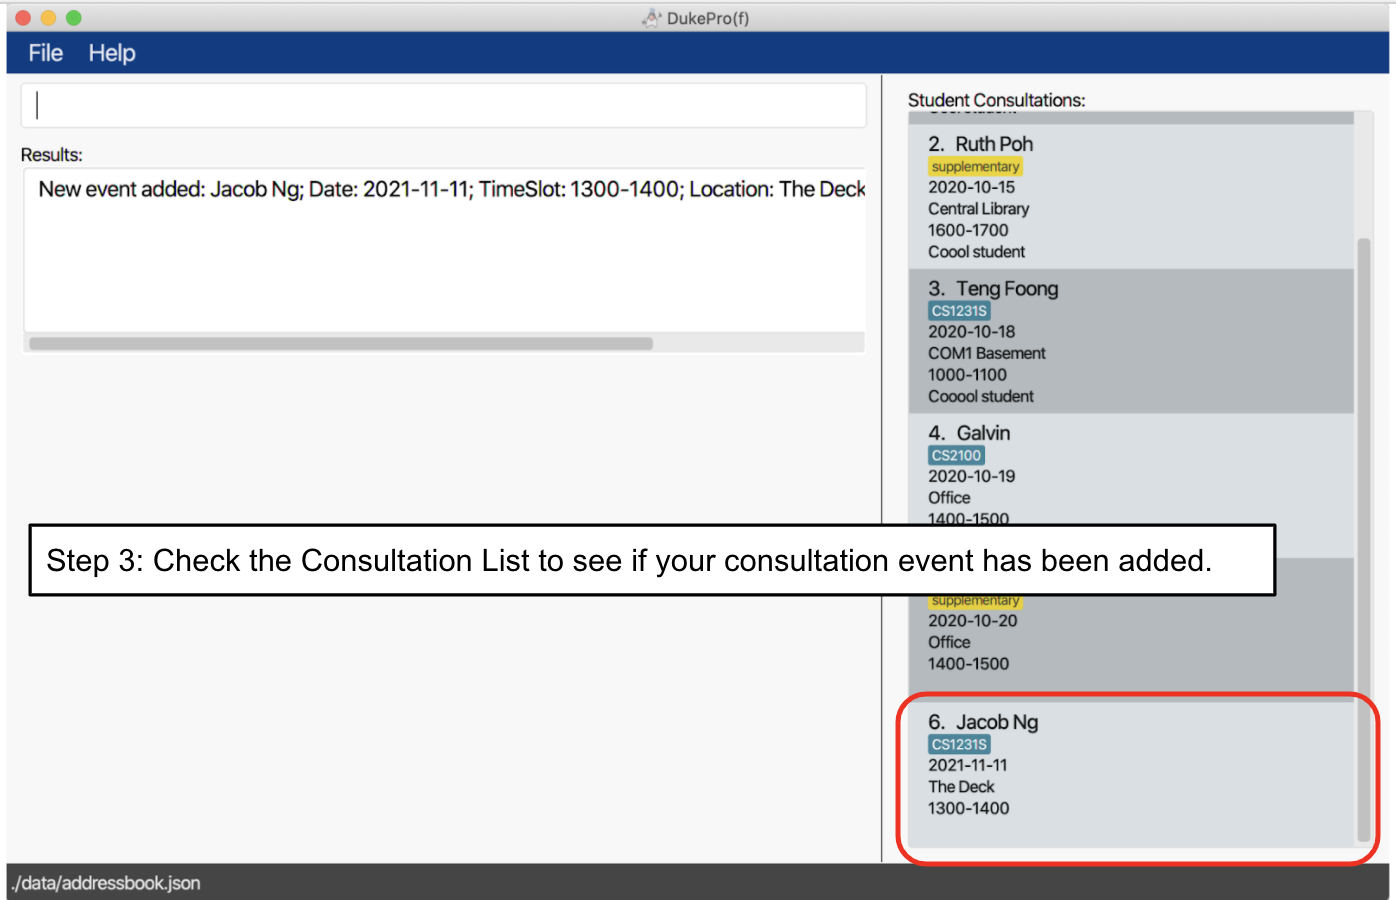 DukePro(f)
File Help
Results:
New event added: Jacob Ng; Date: 2021-11-11; TimeSlot: 1300-1400; Location: The Deck
Student Consultations:
2. Ruth Poh
supplementary
2020-10-15
Central Library
1600-1700
Coool student
3. Teng Foong
CS1231S
2020-10-18
COM1 Basement
1000-1100
Cooool student
4. Galvin
CS2100
2020-10-19
Office
1400-1500
Step 3: Check the Consultation List to see if your consultation event has been added.
supplementary
2020-10-20
Office
1400-1500
6. Jacob Ng
CS1231S
2021-11-11
The Deck
1300-1400
./data/addressbook.json